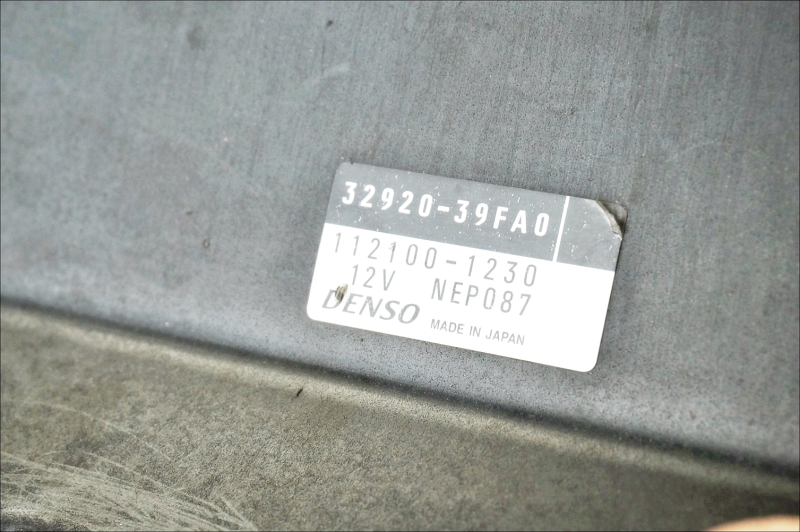 32920-39FA0
112100-1230
12V NEP087
DENSO MADE IN JAPAN